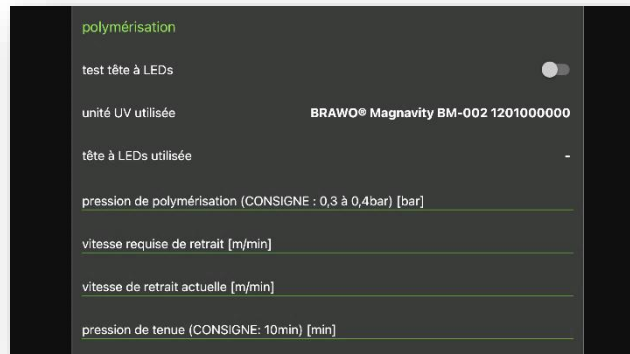 polymérisation
test tête à LEDs
unité UV utilisée BRAWO® Magnavity BM-002 1201000000
tête à LEDs utilisée -
pression de polymérisation (CONSIGNE : 0,3 à 0,4bar) [bar]
vitesse requise de retrait [m/min]
vitesse de retrait actuelle [m/min]
pression de tenue (CONSIGNE: 10min) [min]